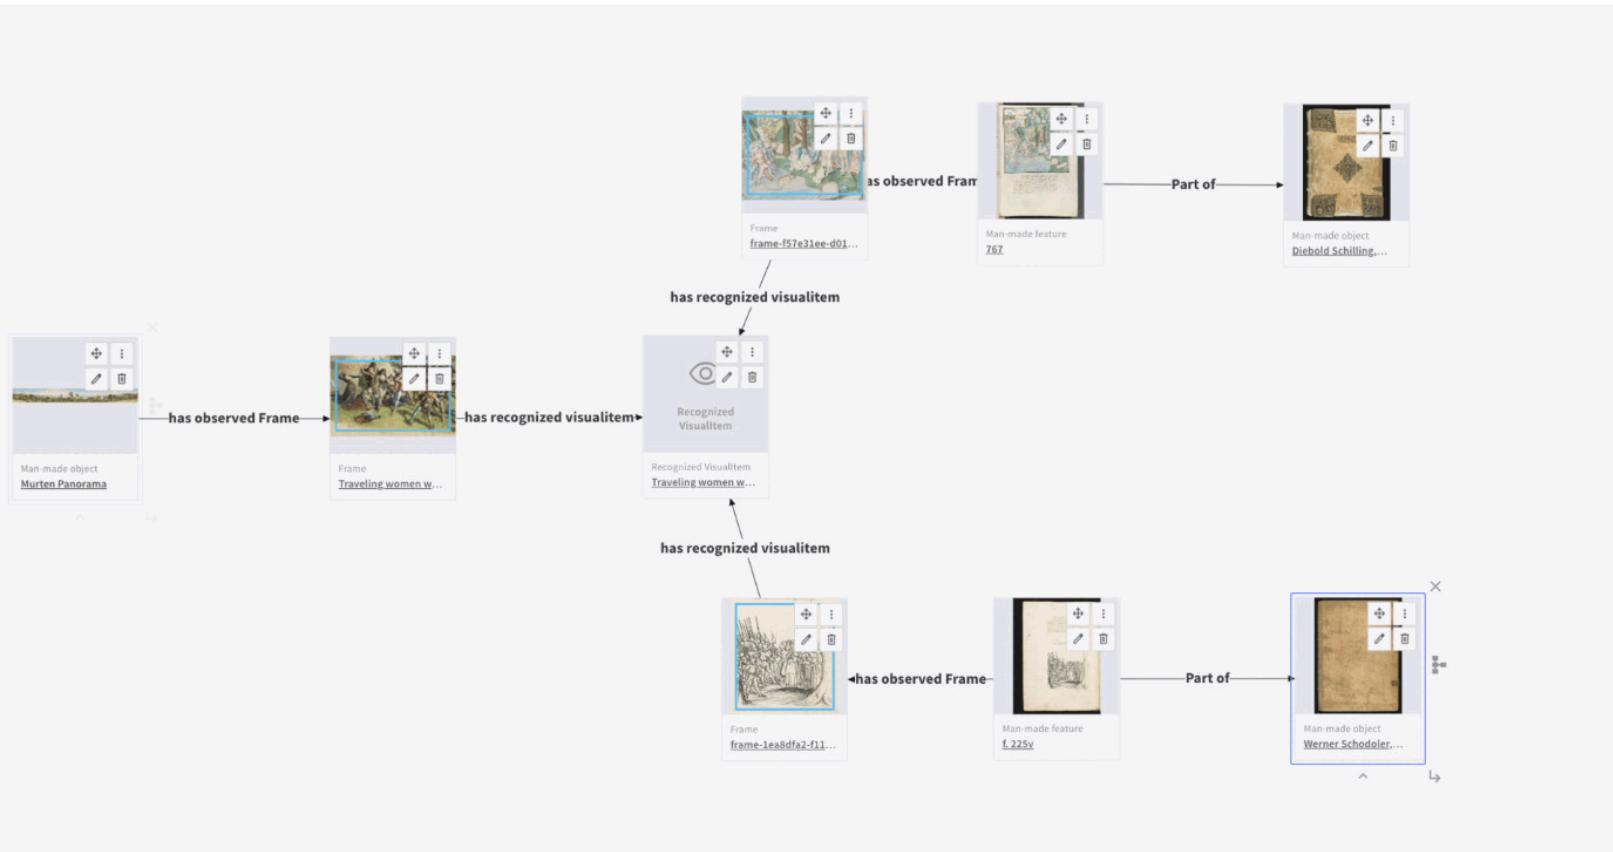 as observed Fram
Part of
Frame
frame-f57e31ee-d01...
Man-made feature
767
Man-made object
Diebold Schilling,...
has recognized visualitem
has observed Frame
has recognized visualitem
Recognized
VisualItem
Man-made object
Murten Panorama
Frame
Traveling women w...
Recognized VisualItem
Traveling women w...
has recognized visualitem
has observed Frame
Part of
Frame
frame-1ea8dfa2-f11...
Man-made feature
f. 225v
Man-made object
Werner Schodoler,...